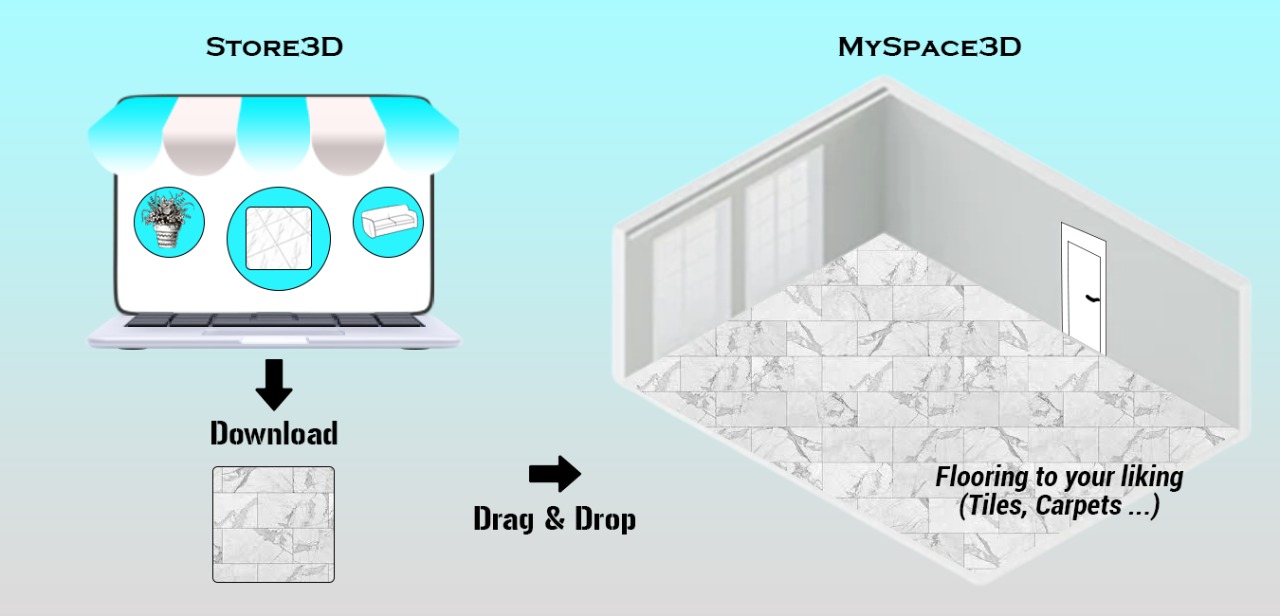 Store3D
MySpace3D
Download
Drag & Drop
Flooring to your liking
(Tiles, Carpets ...)